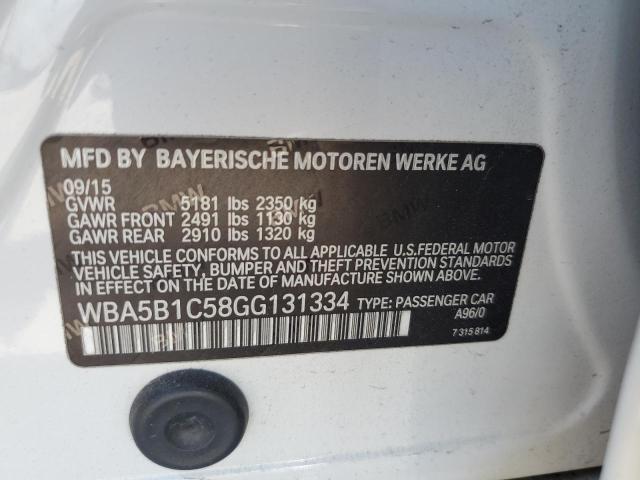 MFD BY BAYERISCHE MOTOREN WERKE AG
09/15
GVWR 5181 lbs 2350 kg
GAWR FRONT 2491 lbs 1130 kg
GAWR REAR 2910 lbs 1320 kg
THIS VEHICLE CONFORMS TO ALL APPLICABLE U.S.FEDERAL MOTOR
VEHICLE SAFETY, BUMPER AND THEFT PREVENTION STANDARDS
IN EFFECT ON THE DATE OF MANUFACTURE SHOWN ABOVE.
WBA5B1C58GG131334 TYPE: PASSENGER CAR
A96/0
7 315 814